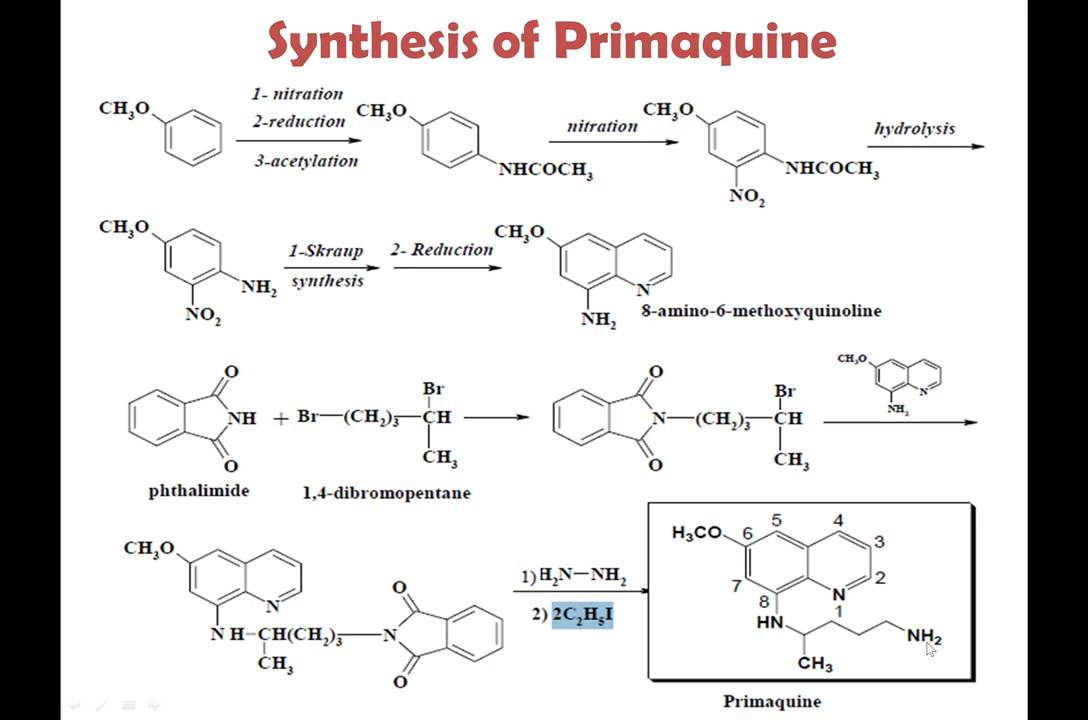 Synthesis of Primaquine
CH₃O
1- nitration
2-reduction
3-acetylation
CH₃O
NHCOCH₃
nitration
CH₃O
NHCOCH₃
NO₂
hydrolysis
CH₃O
NH₂
NO₂
1-Skraup
synthesis
2- Reduction
CH₃O
N
NH₂
8-amino-6-methoxyquinoline
O
NH
O
phthalimide
+
Br
Br—(CH₂)₃—CH
CH₃
1,4-dibromopentane
O
Br
N—(CH₂)₃—CH
O
CH₃
CH₃O
N
NH₂
CH₃O
N
O
NH–CH(CH₂)₃—N
CH₃
O
1) H₂N–NH₂
2) 2C₂H₅I
H₃CO
6
5
4
3
7
2
8
N
1
HN
NH₂
CH₃
Primaquine